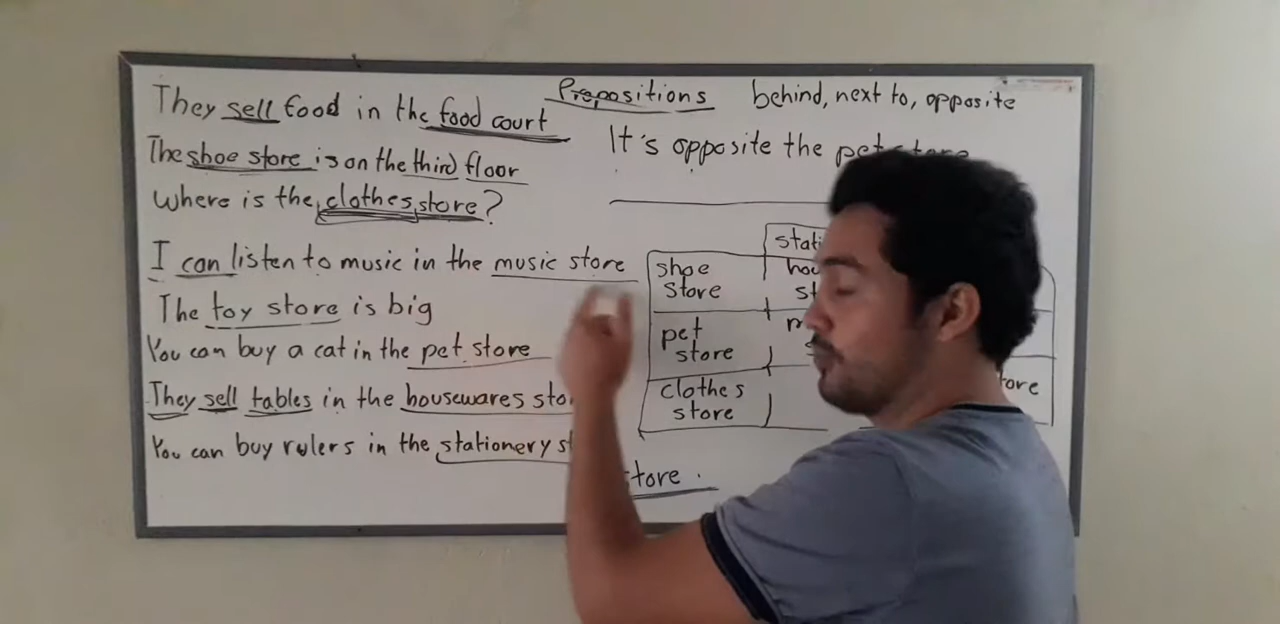 They sell food in the food court
The shoe store is on the third floor
Where is the clothes store?
I can listen to music in the music store
The toy store is big
You can buy a cat in the pet store
They sell tables in the housewares
You can buy rulers in the stationery
Prepositions behind, next to, opposite
It's opposite the pet store
shoe
store
pet
store
clothes
store
store